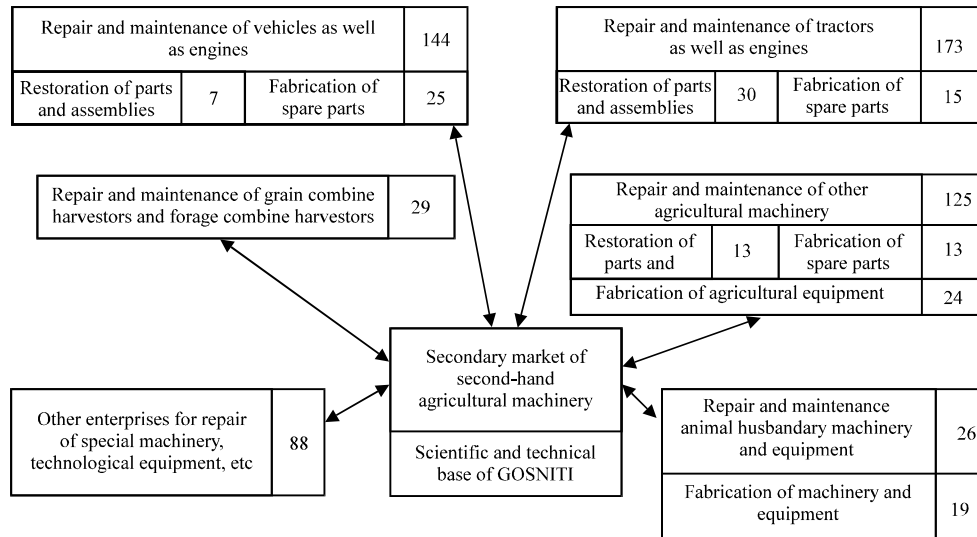 Repair and maintenance of vehicles as well
as engines
144
Restoration of parts
and assemblies
7
Fabrication of
spare parts
25
Repair and maintenance of tractors
as well as engines
173
Restoration of parts
and assemblies
30
Fabrication of
spare parts
15
Repair and maintenance of grain combine
harvestors and forage combine harvestors
29
Repair and maintenance of other
agricultural machinery
125
Restoration of
parts and
13
Fabrication of
spare parts
13
Fabrication of agricultural equipment
24
Secondary market of
second-hand
agricultural machinery
Scientific and technical
base of GOSNITI
Other enterprises for repair
of special machinery,
technological equipment, etc
88
Repair and maintenance
animal husbandary machinery
and equipment
26
Fabrication of machinery and
equipment
19